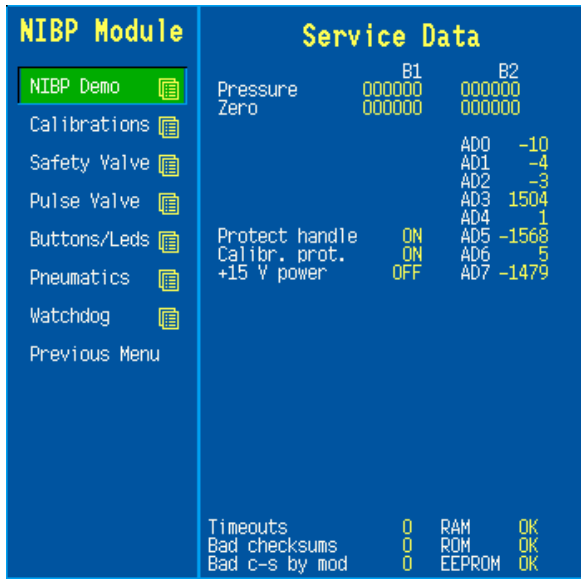 NIBP Module
NIBP Demo
Calibrations
Safety Valve
Pulse Valve
Buttons/Leds
Pneumatics
Watchdog
Previous Menu
Service Data
B1 B2
Pressure 000000 000000
Zero 000000 000000
AD0 -10
AD1 -4
AD2 -3
AD3 1504
AD4 1
Protect handle ON AD5 -1568
Calibr. prot. ON AD6 5
+15 V power OFF AD7 -1479
Timeouts 0 RAM OK
Bad checksums 0 ROM OK
Bad c-s by mod 0 EEPROM OK